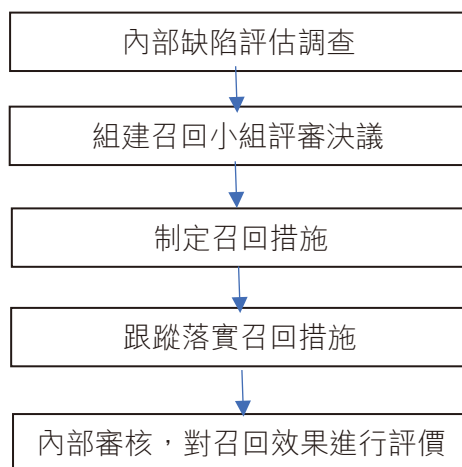 內部缺陷評估調查
組建召回小組評審決議
制定召回措施
跟蹤落實召回措施
內部審核，對召回效果進行評價